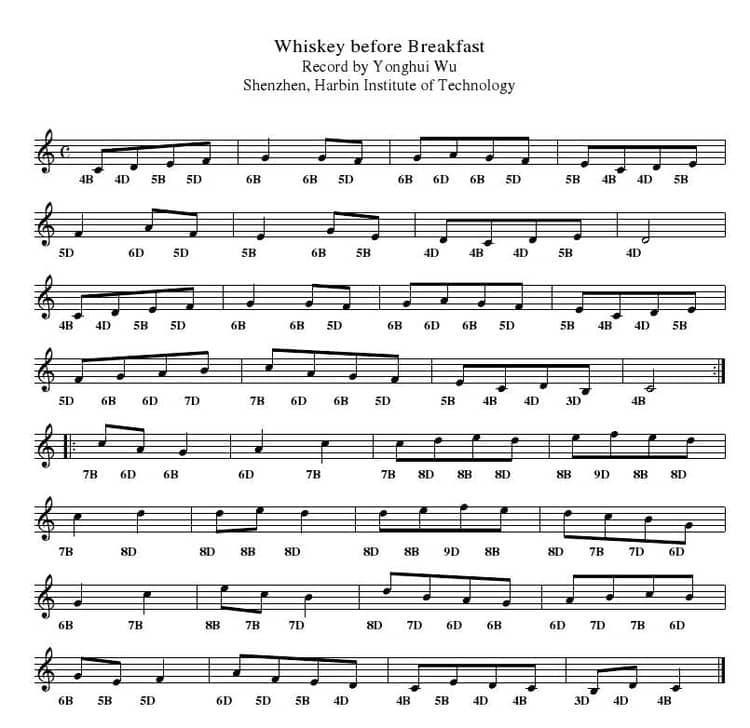 Whiskey before Breakfast
Record by Yonghui Wu
Shenzhen, Harbin Institute of Technology
4B 4D 5B 5D 6B 6B 5D 6B 6D 6B 5D 5B 4B 4D 5B
5D 6D 5D 5B 6B 5B 4D 4B 4D 5B 4D
4B 4D 5B 5D 6B 6B 5D 6B 6D 6B 5D 5B 4B 4D 5B
5D 6B 6D 7D 7B 6D 6B 5D 5B 4B 4D 3D 4B
7B 6D 6B 6D 7B 7B 8D 8B 8D 8B 9D 8B 8D
7B 8D 8D 8B 8D 8D 8B 9D 8B 8D 7B 7D 6D
6B 7B 8B 7B 7D 8D 7D 6D 6B 6D 7D 7B 6D
6B 5B 5D 6D 5D 5B 4D 4B 5B 4D 4B 3D 4D 4B